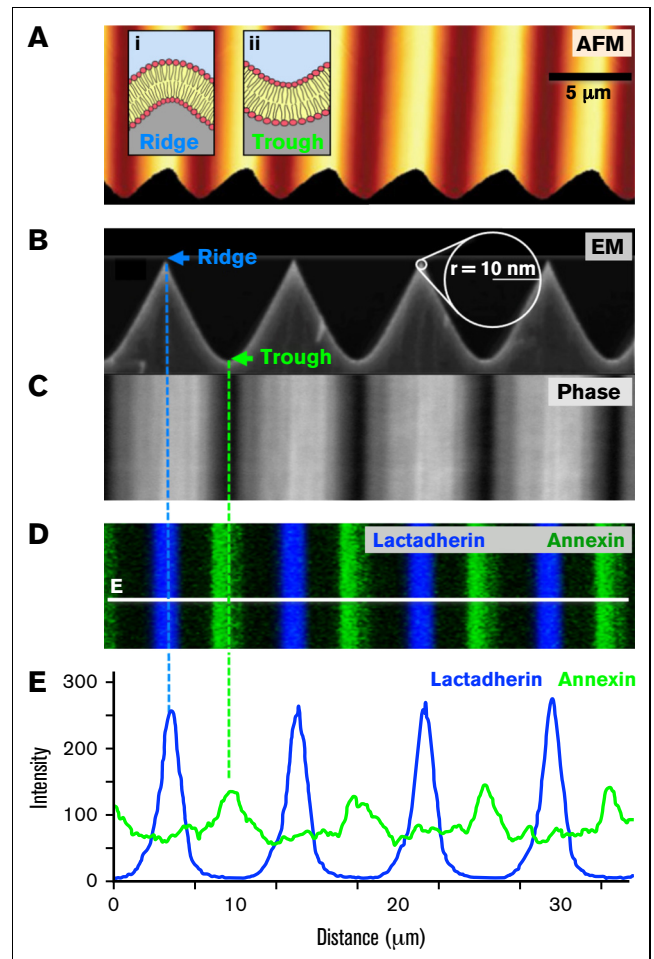 A
i
ii
AFM
5 μm
Ridge
Trough
B
Ridge
EM
r = 10 nm
Trough
C
Phase
D
Lactadherin Annexin
E
E
Lactadherin Annexin
300
200
100
0
Intensity
0 10 20 30
Distance (μm)